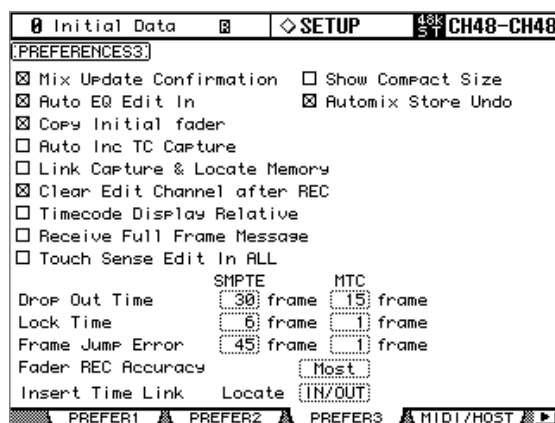 0 Initial Data R ◇SETUP 48K ST CH48-CH48
PREFERENCES3
☒ Mix Update Confirmation ☐ Show Compact Size
☒ Auto EQ Edit In ☒ Automix Store Undo
☒ Copy Initial fader
☐ Auto Inc TC Capture
☐ Link Capture & Locate Memory
☒ Clear Edit Channel after REC
☐ Timecode Display Relative
☐ Receive Full Frame Message
☐ Touch Sense Edit In ALL
SMPTE MTC
Drop Out Time 30 frame 15 frame
Lock Time 6 frame 1 frame
Frame Jump Error 45 frame 1 frame
Fader REC Accuracy Most
Insert Time Link Locate IN/OUT
PREFER1 PREFER2 PREFER3 MIDI/HOST